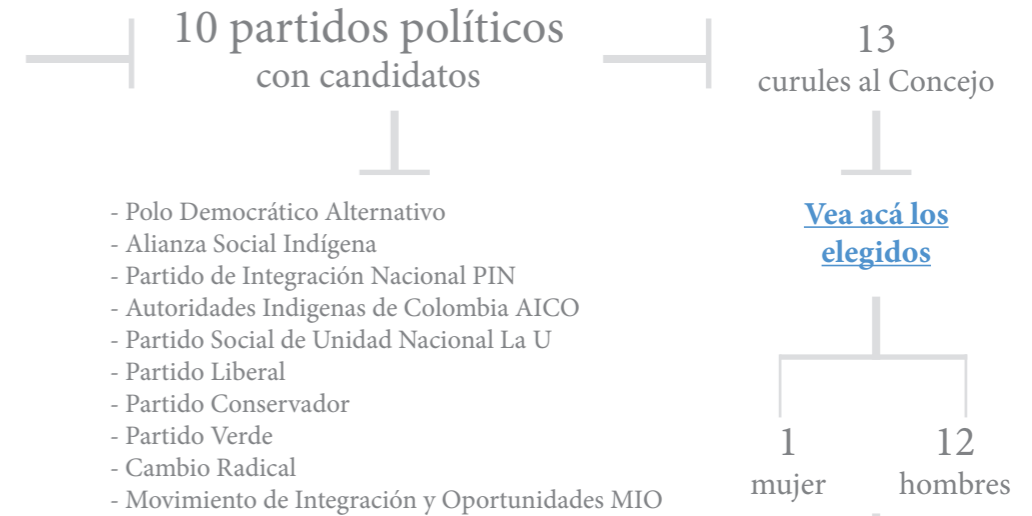 10 partidos políticos
con candidatos
13
curules al Concejo
- Polo Democrático Alternativo
- Alianza Social Indígena
- Partido de Integración Nacional PIN
- Autoridades Indigenas de Colombia AICO
- Partido Social de Unidad Nacional La U
- Partido Liberal
- Partido Conservador
- Partido Verde
- Cambio Radical
- Movimiento de Integración y Oportunidades MIO
Vea acá los
elegidos
1
mujer
12
hombres